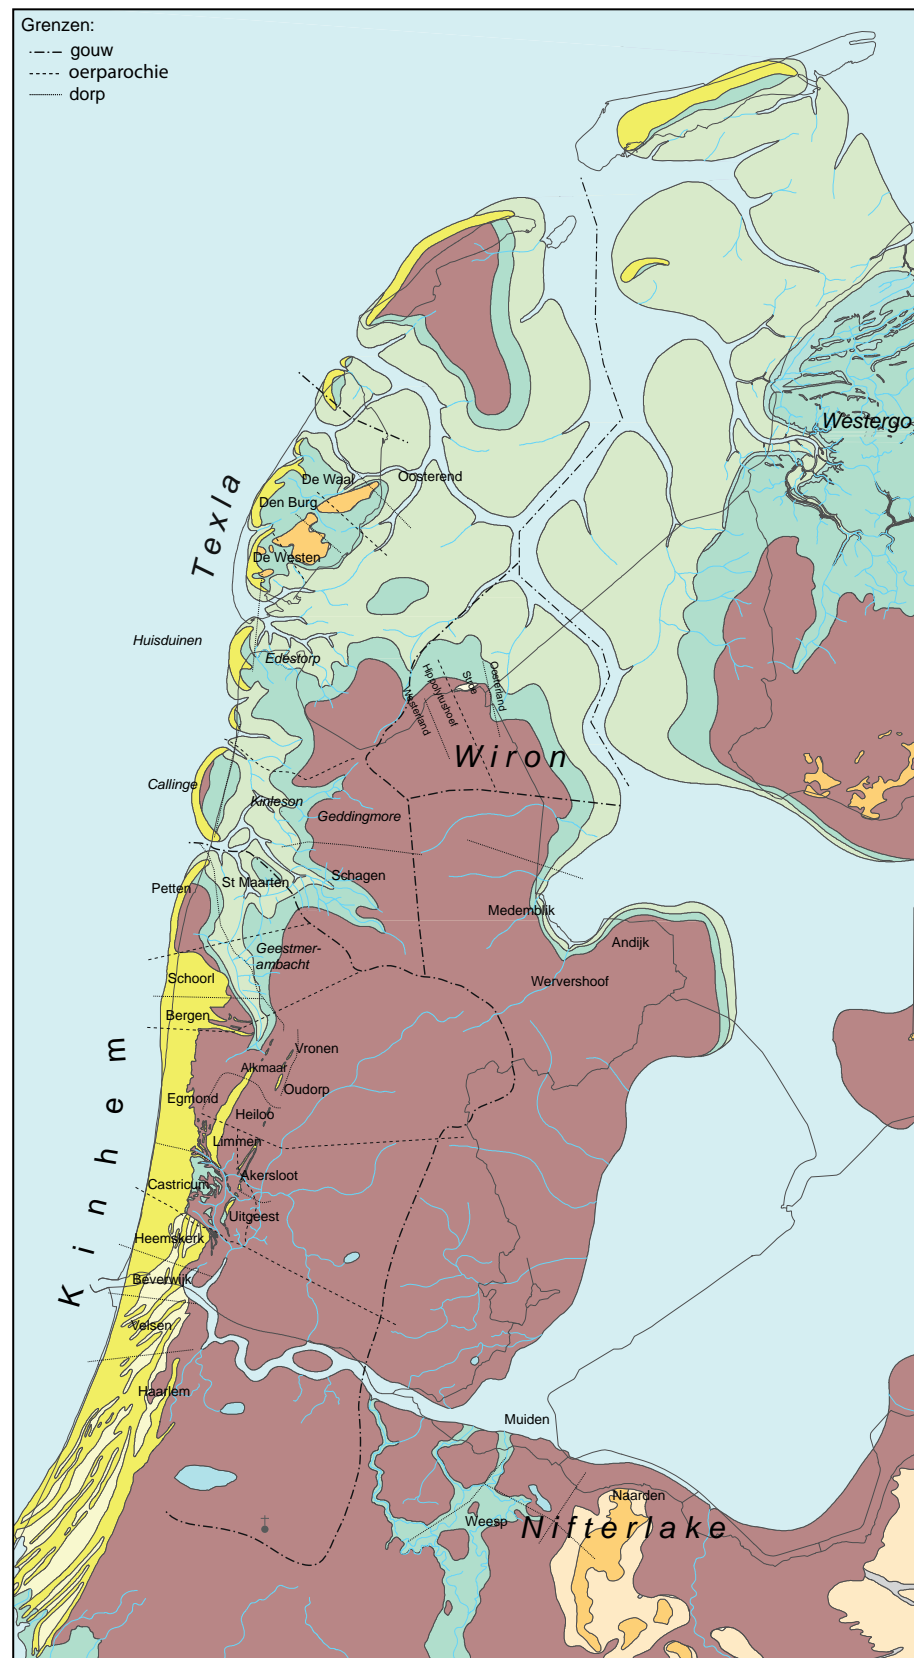 Grenzen:
gouw
oerparochie
dorp
Westergo
Texla
De Waal
Oosterend
Den Burg
De Westen
Huisduinen
Edestorp
Westerland
Hippolytushoef
Stroe
Oosterland
Wiron
Callinge
Kinleson
Geddingmore
Petten
St Maarten
Schagen
Medemblik
Andijk
Geestmer-
ambacht
Schoorl
Wervershoof
Bergen
Vronen
Alkmaar
Oudorp
Egmond
Heiloo
Kinhem
Limmen
Akersloot
Castricum
Uitgeest
Heemskerk
Beverwijk
Velsen
Haarlem
Muiden
Naarden
Weesp
Nifterlake